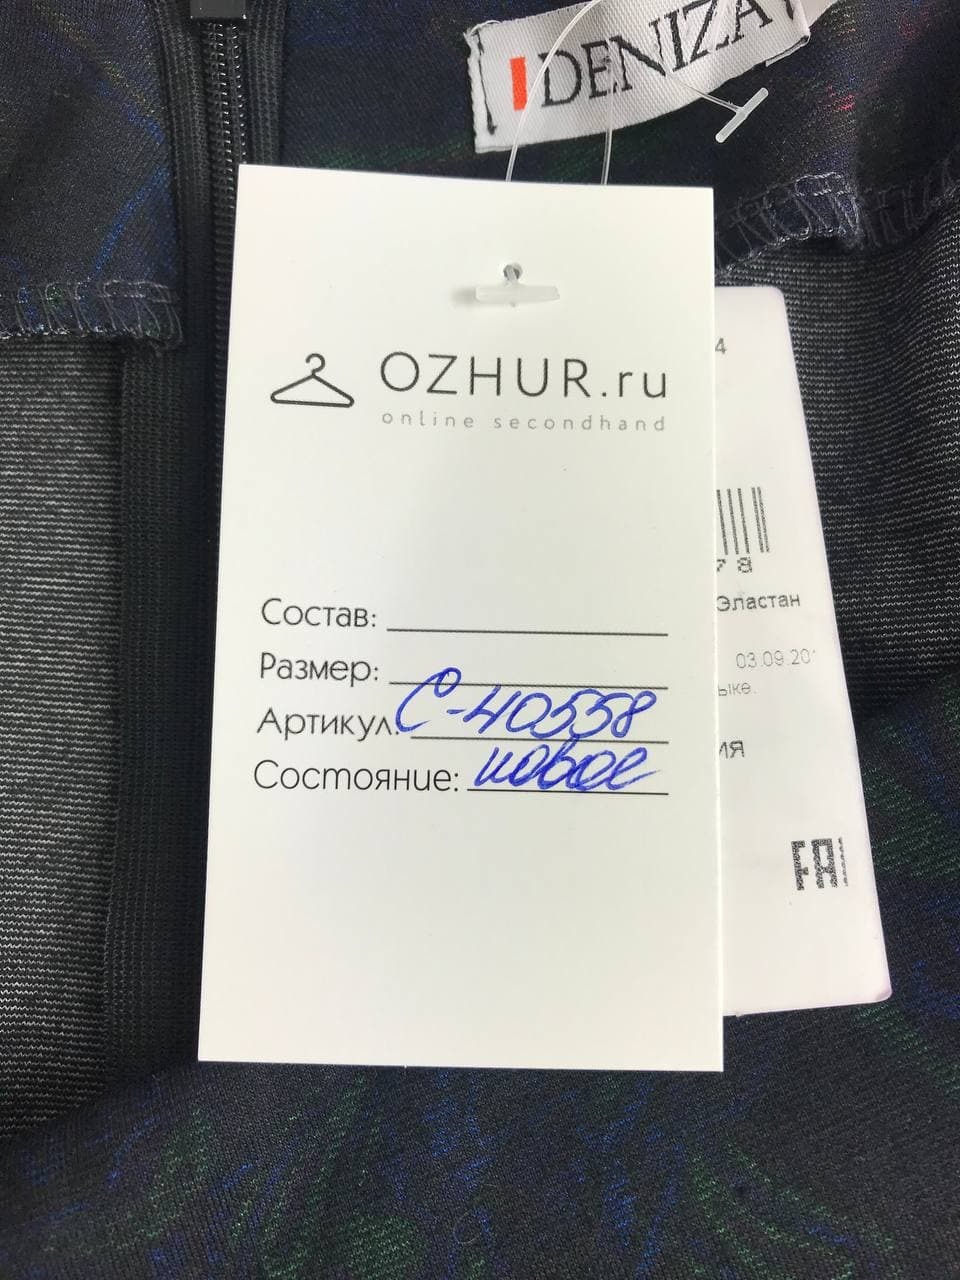 DENIZA
OZHUR.ru
online secondhand
4
78
Эластан
03.09.20
ыке.
ия
Состав:
Размер:
Артикул: С-40558
Состояние: новое
EAC